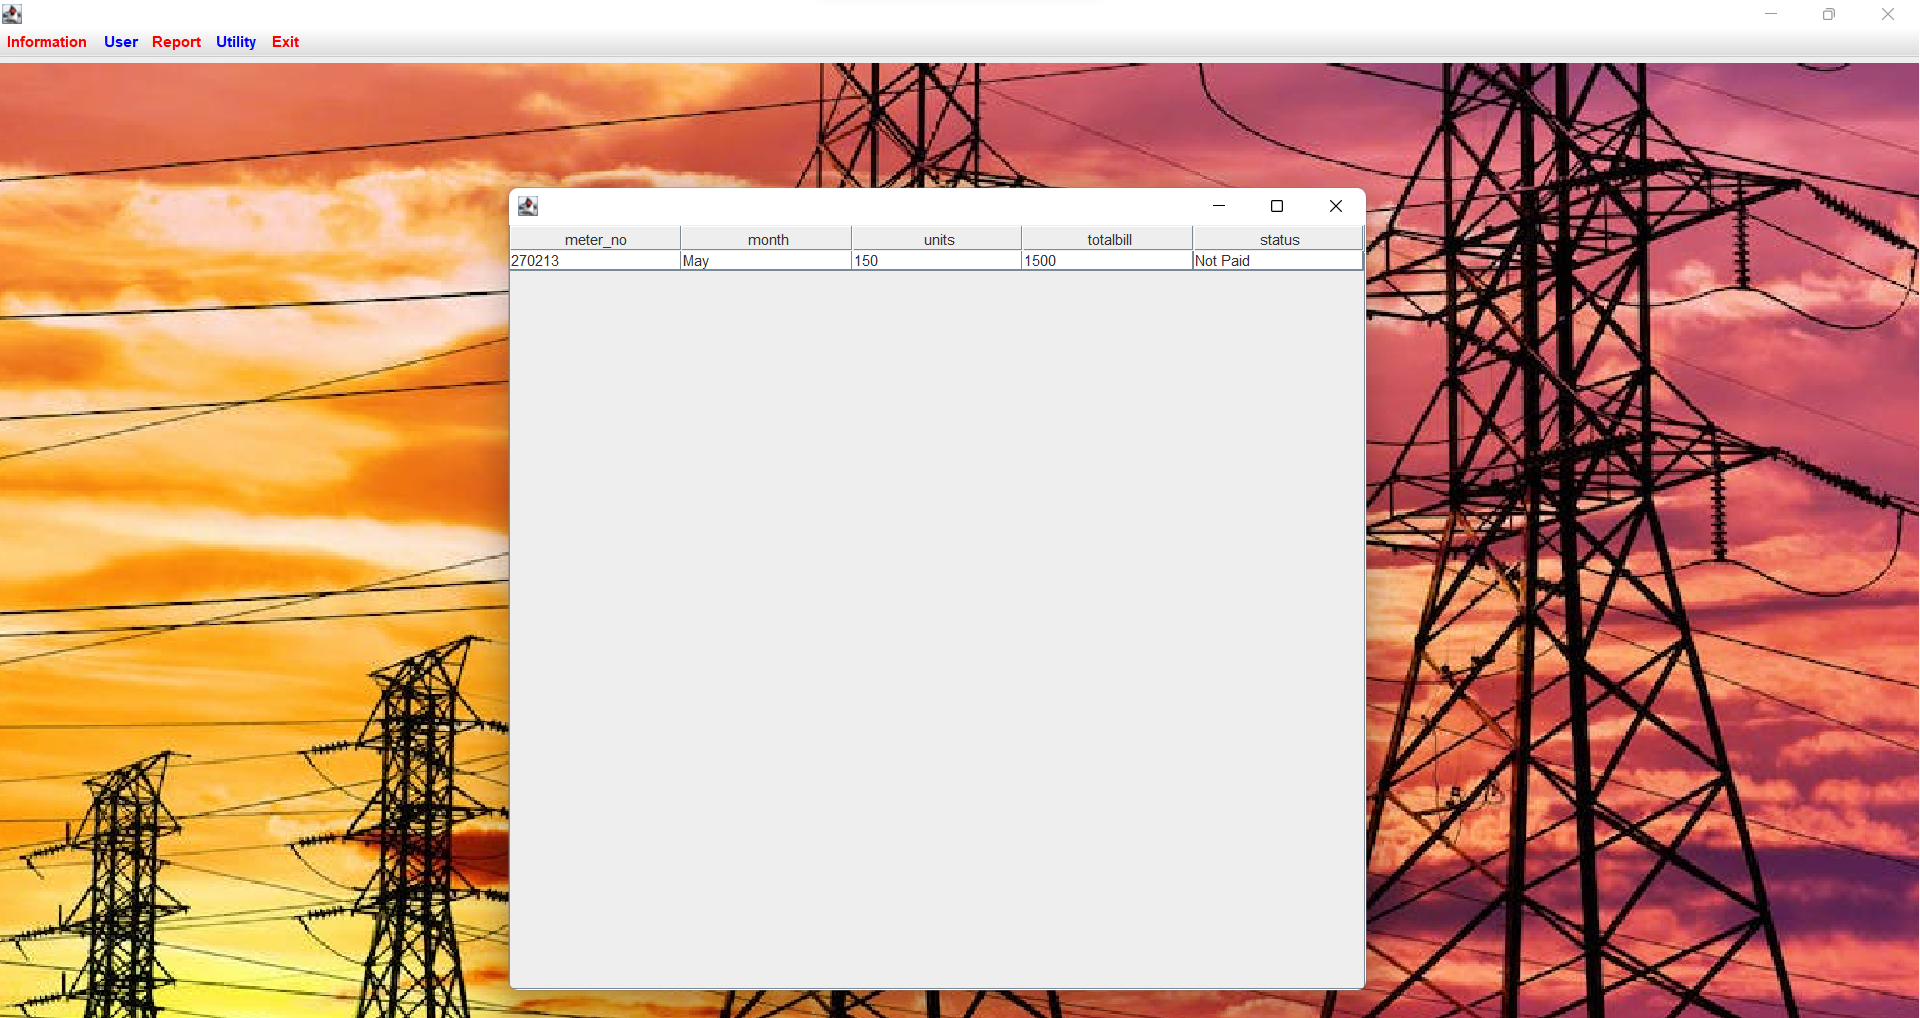 Information User Report Utility Exit
meter_no month units totalbill status
270213 May 150 1500 Not Paid